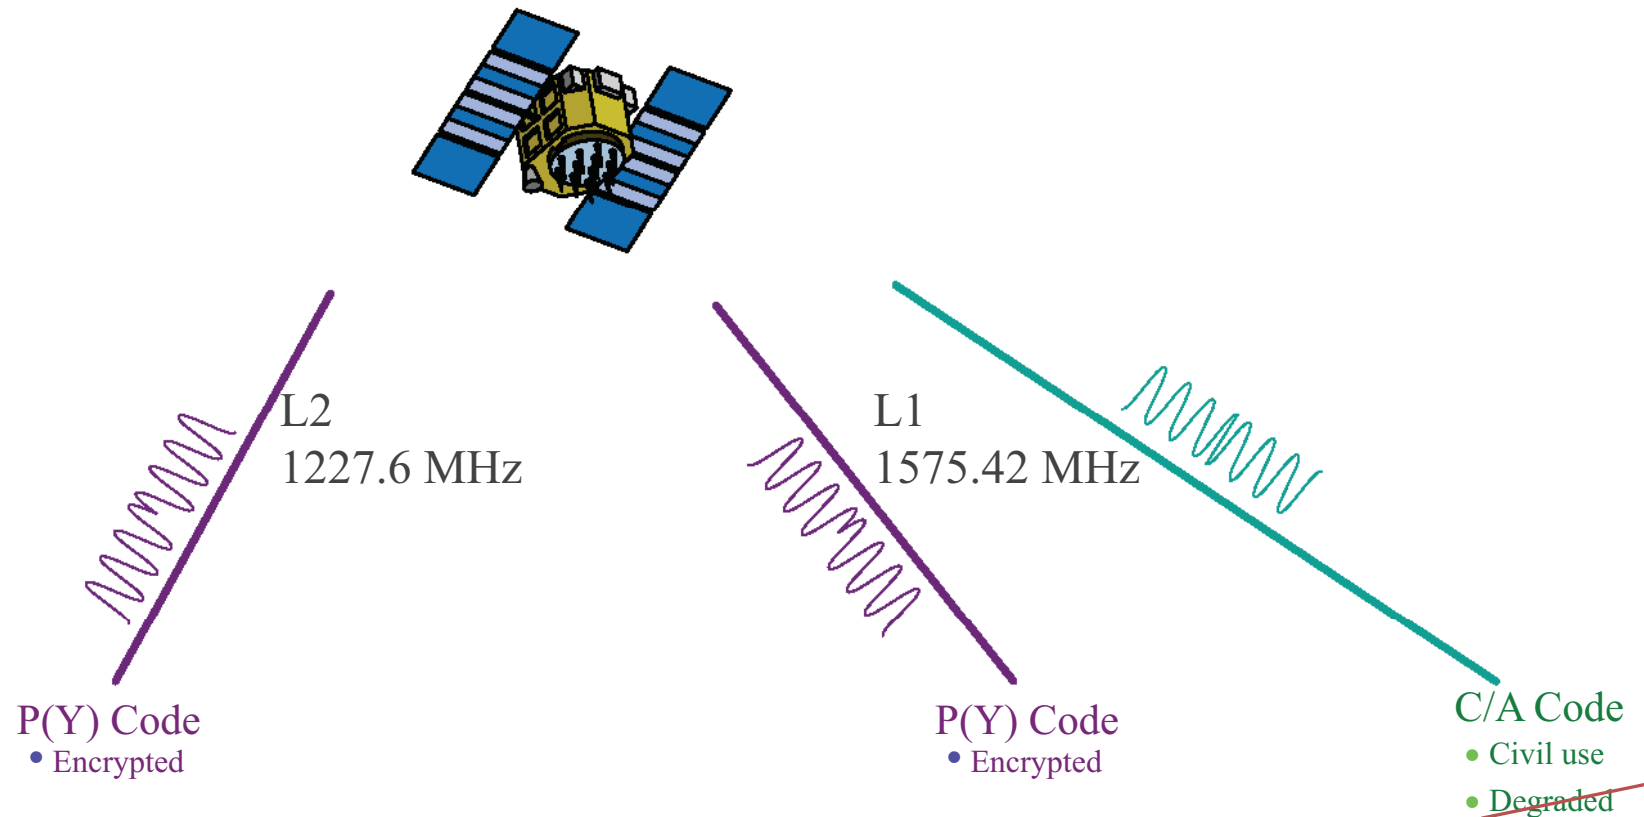 L2
1227.6 MHz
L1
1575.42 MHz
P(Y) Code
• Encrypted
P(Y) Code
• Encrypted
C/A Code
• Civil use
• Degraded